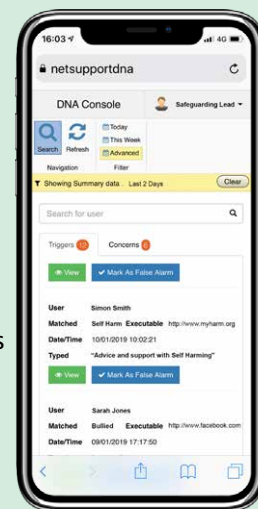 16:03
4G
netsupportdna
DNA Console
Safeguarding Lead
Search
Refresh
Today
This Week
Advanced
Navigation
Filter
Showing Summary data . Last 2 Days
Clear
Search for user
Triggers
Concerns
View
Mark As False Alarm
User Simon Smith
Matched Self Harm Executable http://www.myharm.org
Date/Time 10/01/2019 10:02:21
Typed "Advice and support with Self Harming"
View
Mark As False Alarm
User Sarah Jones
Matched Bullied Executable http://www.facebook.com
Date/Time 09/01/2019 17:17:50
s